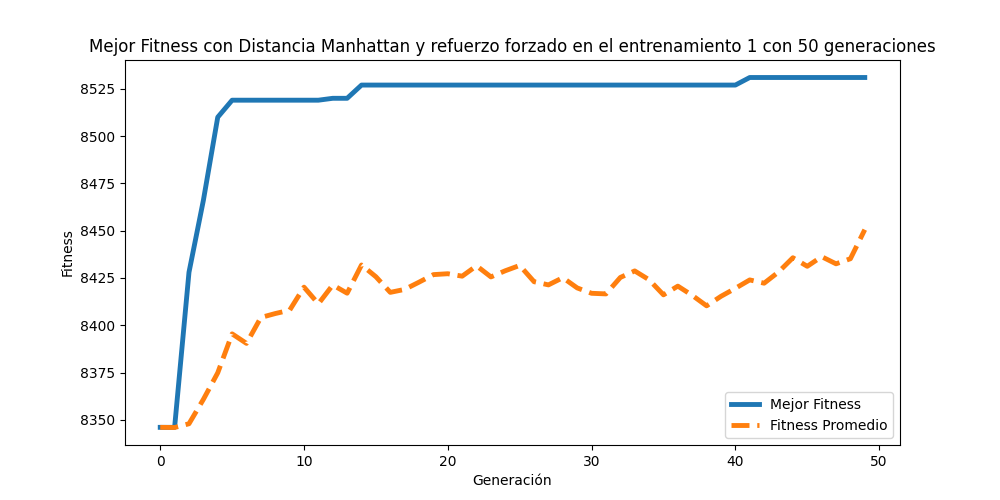 Mejor Fitness con Distancia Manhattan y refuerzo forzado en el entrenamiento 1 con 50 generaciones
8525
8500
8475
8450
8425
8400
8375
8350
Fitness
Mejor Fitness
Fitness Promedio
0 10 20 30 40 50
Generación